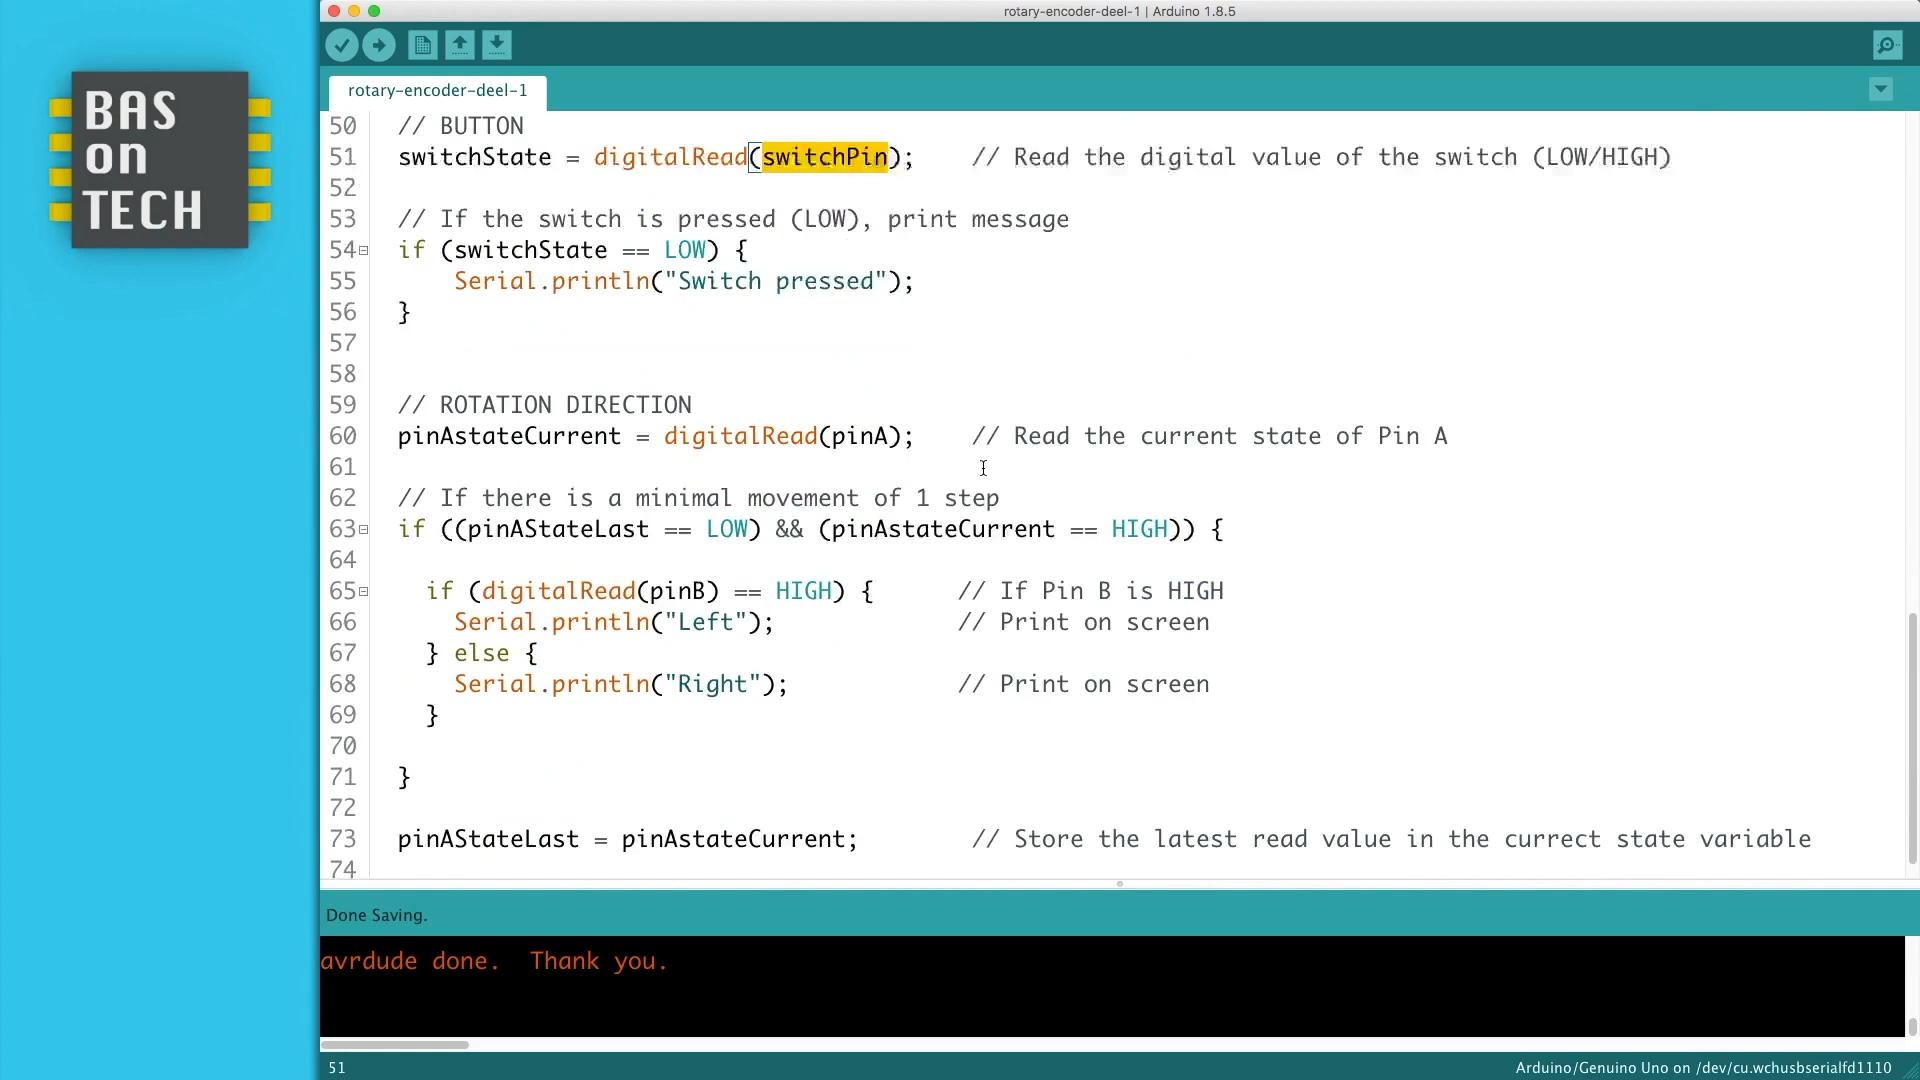 BAS
on
TECH
rotary-encoder-deel-1 | Arduino 1.8.5
rotary-encoder-deel-1
50 // BUTTON
51 switchState = digitalRead(switchPin); // Read the digital value of the switch (LOW/HIGH)
52
53 // If the switch is pressed (LOW), print message
54 if (switchState == LOW) {
55 Serial.println("Switch pressed");
56 }
57
58
59 // ROTATION DIRECTION
60 pinAstateCurrent = digitalRead(pinA); // Read the current state of Pin A
61
62 // If there is a minimal movement of 1 step
63 if ((pinAStateLast == LOW) && (pinAstateCurrent == HIGH)) {
64
65 if (digitalRead(pinB) == HIGH) { // If Pin B is HIGH
66 Serial.println("Left"); // Print on screen
67 } else {
68 Serial.println("Right"); // Print on screen
69 }
70
71 }
72
73 pinAStateLast = pinAstateCurrent; // Store the latest read value in the currect state variable
74
Done Saving.
avrdude done. Thank you.
51
Arduino/Genuino Uno on /dev/cu.wchusbserialfd1110